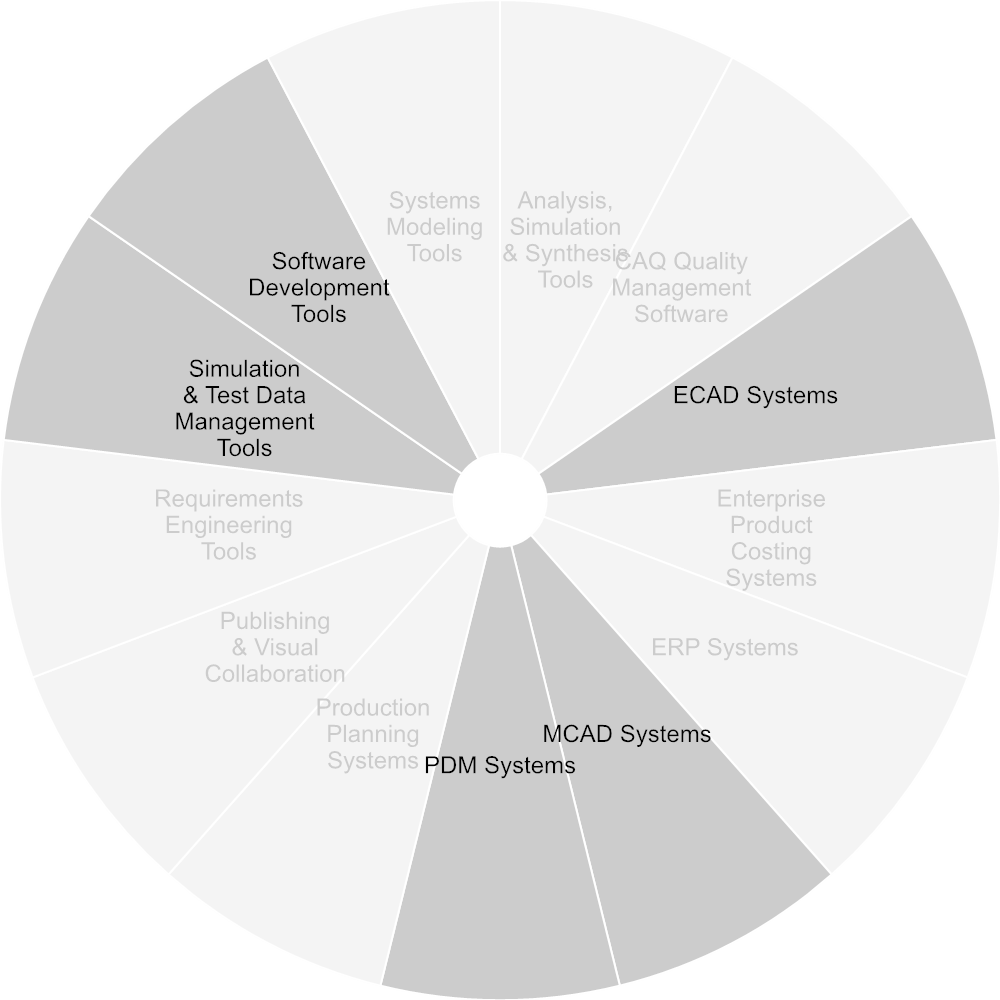 Systems
Modeling
Tools
Analysis,
Simulation
& Synthesis
Tools
CAQ Quality
Management
Software
ECAD Systems
Enterprise
Product
Costing
Systems
ERP Systems
MCAD Systems
PDM Systems
Production
Planning
Systems
Publishing
& Visual
Collaboration
Requirements
Engineering
Tools
Simulation
& Test Data
Management
Tools
Software
Development
Tools